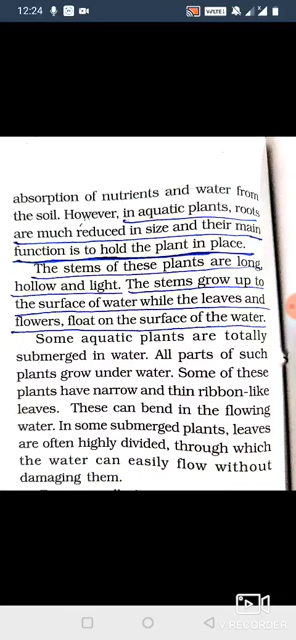 12:24
absorption of nutrients and water from
the soil. However, in aquatic plants, roots
are much reduced in size and their main
function is to hold the plant in place.
The stems of these plants are long,
hollow and light. The stems grow up to
the surface of water while the leaves and
flowers, float on the surface of the water.
Some aquatic plants are totally
submerged in water. All parts of such
plants grow under water. Some of these
plants have narrow and thin ribbon-like
leaves. These can bend in the flowing
water. In some submerged plants, leaves
are often highly divided, through which
the water can easily flow without
damaging them.
V RECORDER